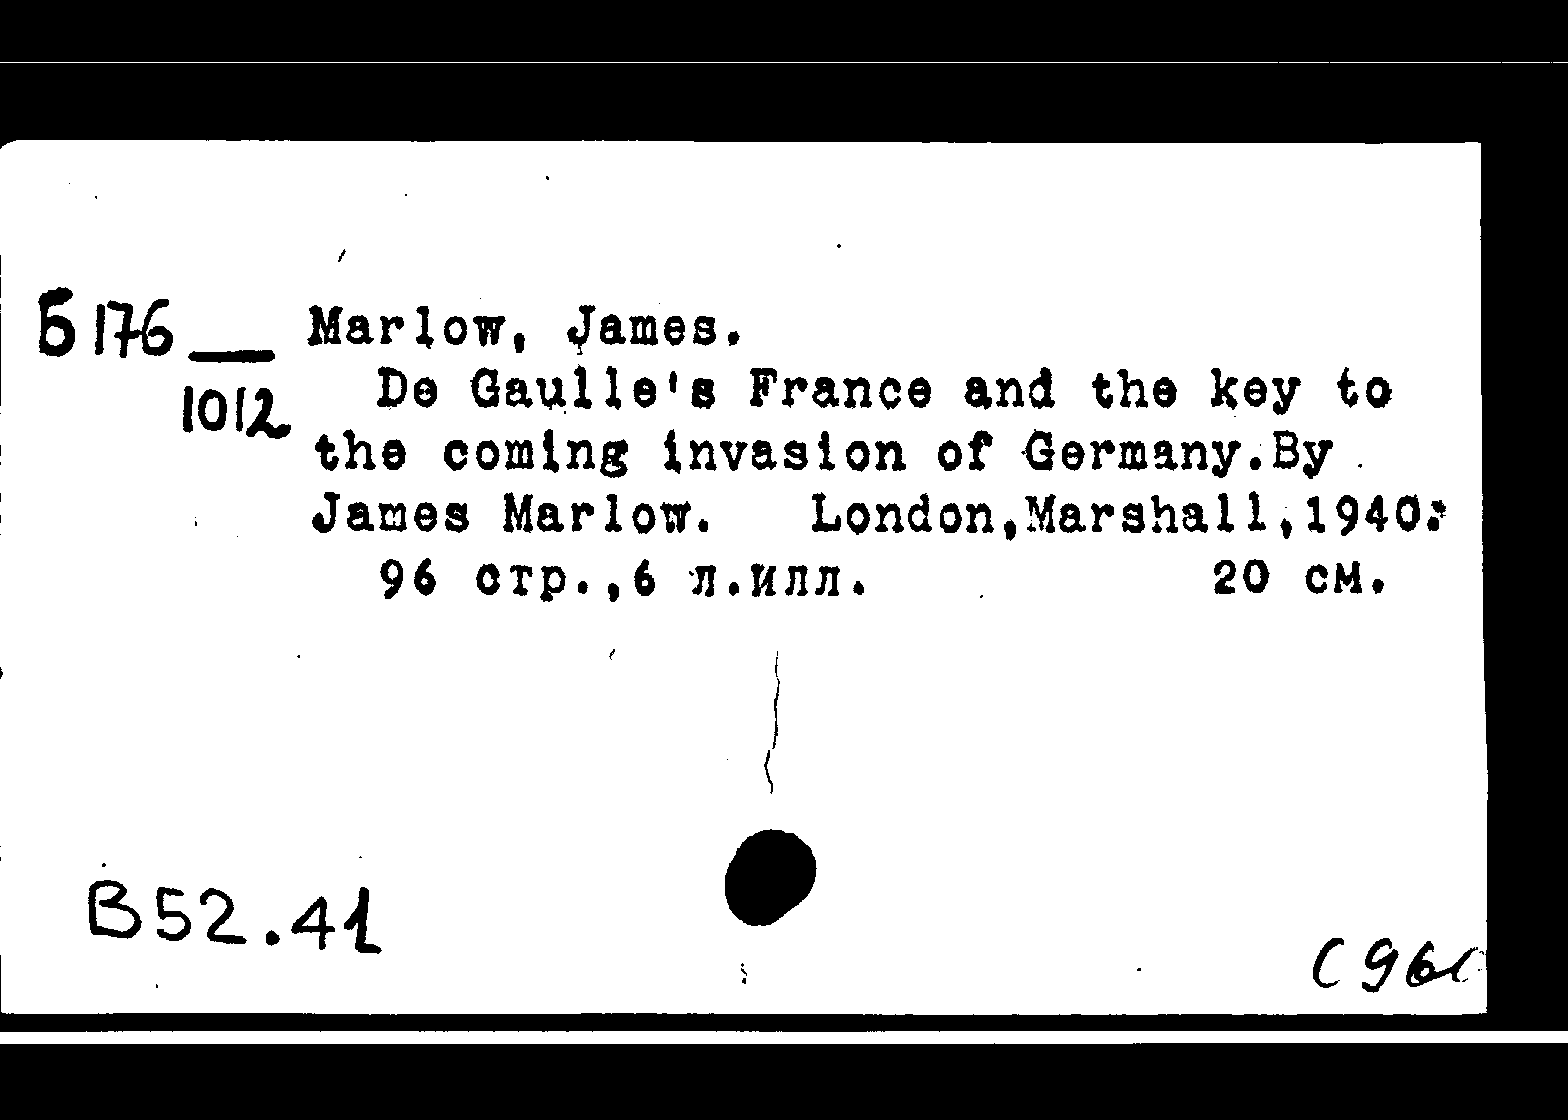 Б 176 — Marlow, James.
1012 De Gaulle's France and the key to
the coming invasion of Germany.By
James Marlow. London,Marshall,1940.
96 стр.,6 л.илл. 20 см.
B52.41